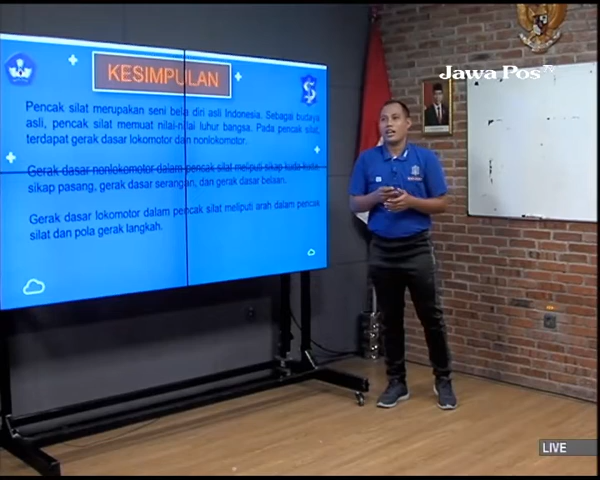 Jawa Pos TV
KESIMPULAN
Pencak silat merupakan seni bela diri asli Indonesia. Sebagai budaya
asli, pencak silat memuat nilai-nilai luhur bangsa. Pada pencak silat,
terdapat gerak dasar lokomotor dan nonlokomotor.
Gerak dasar nonlokomotor dalam pencak silat meliputi sikap kuda-kuda,
sikap pasang, gerak dasar serangan, dan gerak dasar belaan.
Gerak dasar lokomotor dalam pencak silat meliputi arah dalam pencak
silat dan pola gerak langkah.
LIVE